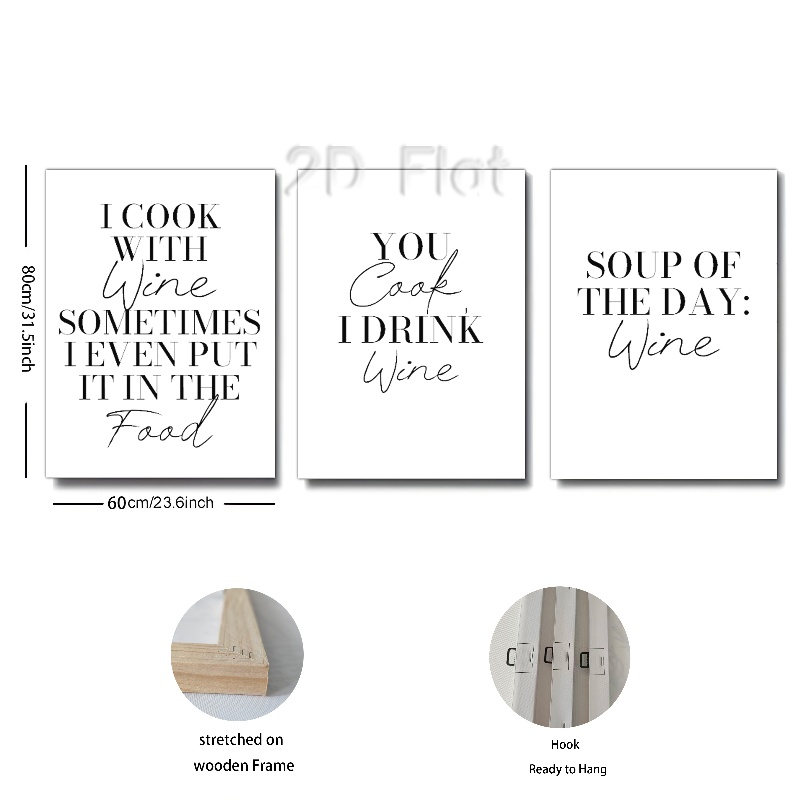 2D Flat
I COOK
WITH
Wine
SOMETIMES
I EVEN PUT
IT IN THE
Food
YOU
Cook,
I DRINK
Wine
SOUP OF
THE DAY:
Wine
80cm/31.5inch
60cm/23.6inch
stretched on
wooden Frame
Hook
Ready to Hang